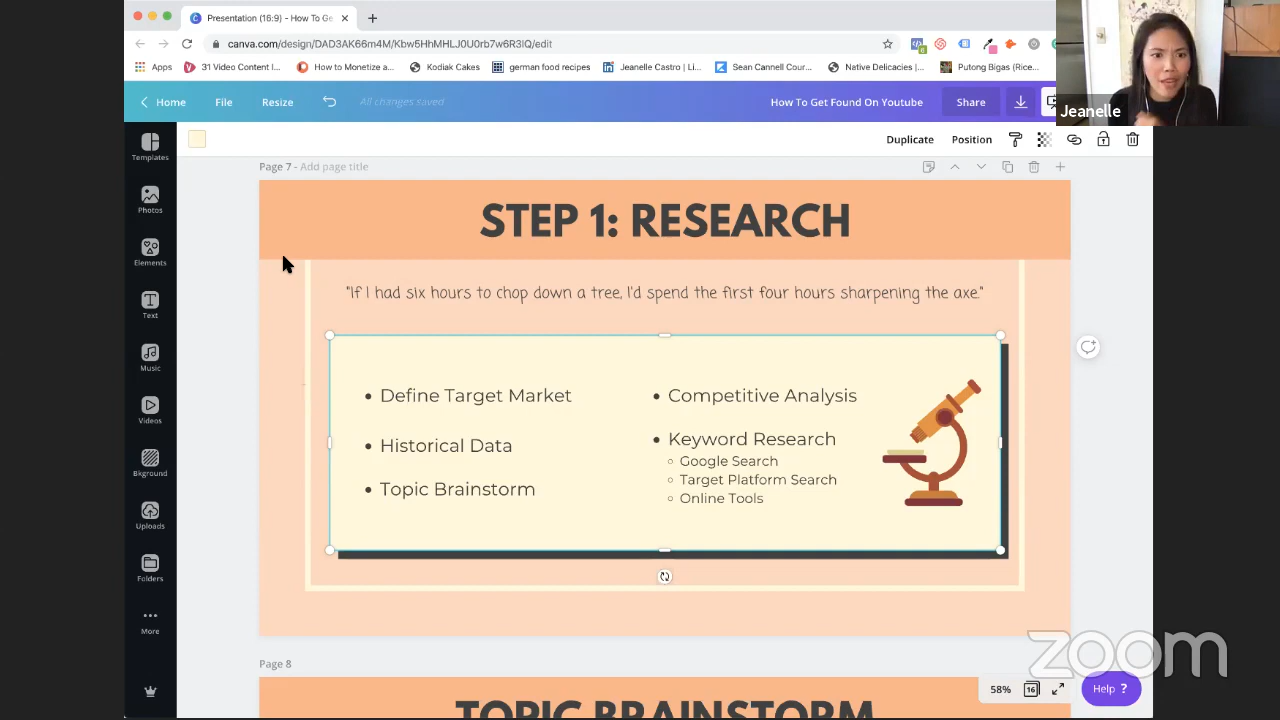 Presentation (16:9) - How To Ge
canva.com/design/DAD3AK66m4M/Kbw5HhMHLJ0U0rb7w6R3IQ/edit
Apps
31 Video Content I...
How to Monetize a...
Kodiak Cakes
german food recipes
Jeanelle Castro | Li...
Sean Cannell Cour...
Native Delicacies |...
Putong Bigas (Rice...
Jeanelle
Home
File
Resize
All changes saved
How To Get Found On Youtube
Share
Duplicate
Position
Templates
Photos
Elements
Text
Music
Videos
Bkground
Uploads
Folders
More
Page 7 - Add page title
STEP 1: RESEARCH
"If I had six hours to chop down a tree, I'd spend the first four hours sharpening the axe."
• Define Target Market
• Historical Data
• Topic Brainstorm
• Competitive Analysis
• Keyword Research
○ Google Search
○ Target Platform Search
○ Online Tools
Page 8
TOPIC BRAINSTORM
58%
16
Help ?
zoom